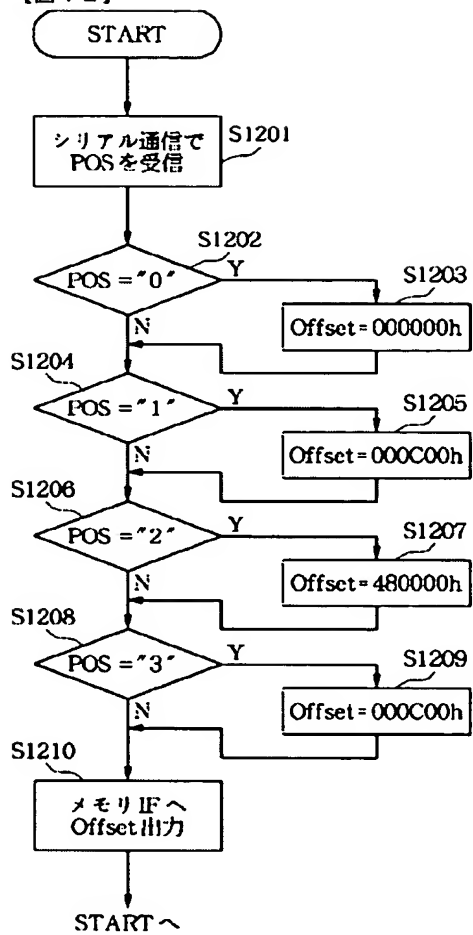 START
シリアル通信で
POSを受信
S1201
S1202
POS="0"
Y
N
S1203
Offset=000000h
S1204
POS="1"
Y
N
S1205
Offset=000C00h
S1206
POS="2"
Y
N
S1207
Offset=480000h
S1208
POS="3"
Y
N
S1209
Offset=000C00h
S1210
メモリIFへ
Offset出力
STARTへ